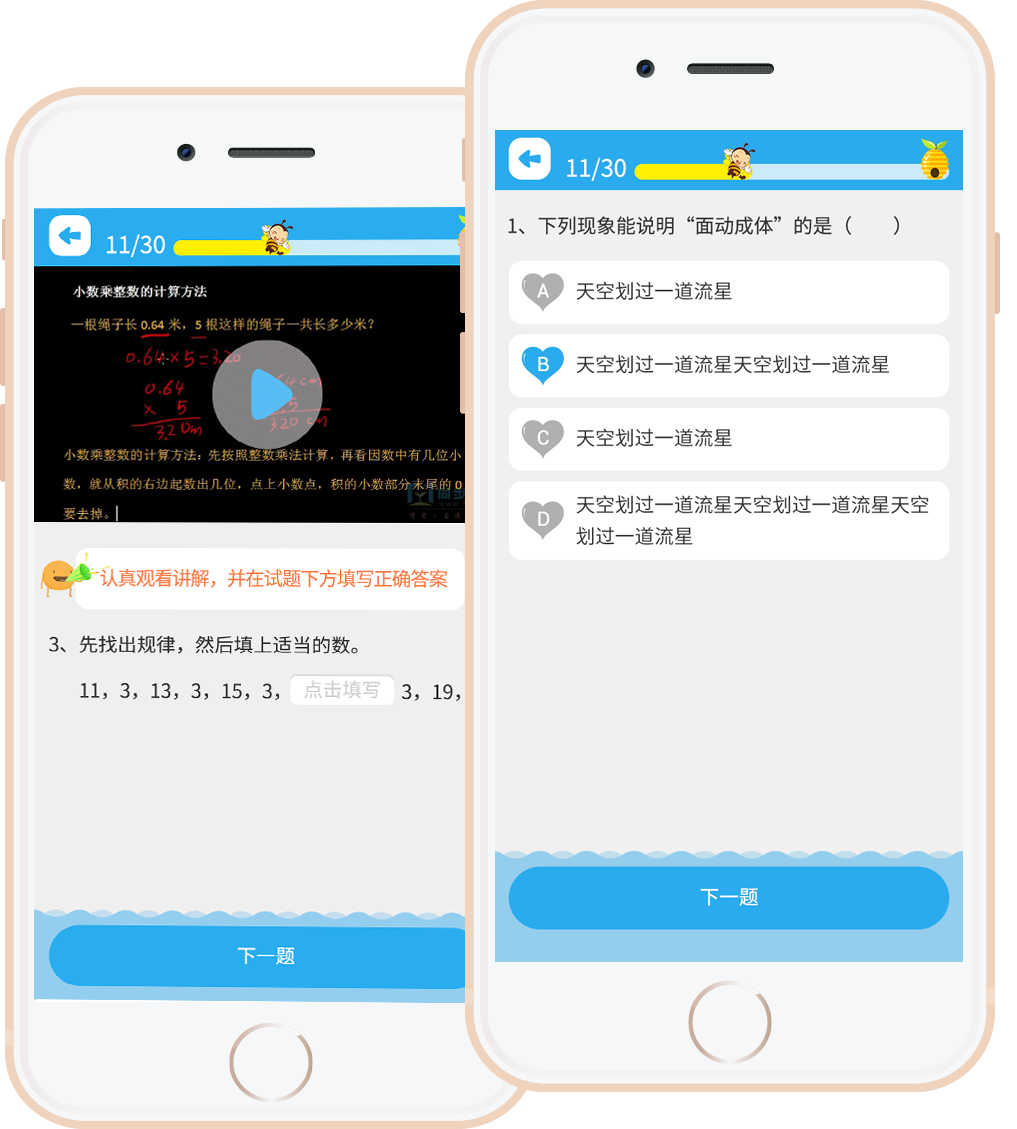 11/30
小数乘整数的计算方法
一根绳子长 0.64 米，5 根这样的绳子一共长多少米？
0.64×5=3.20
0.64
× 5
3.20m
320 cm
小数乘整数的计算方法：先按照整数乘法计算，再看因数中有几位小
数，就从积的右边起数出几位，点上小数点，积的小数部分末尾的 0
要去掉。
认真观看讲解，并在试题下方填写正确答案
3、先找出规律，然后填上适当的数。
11，3，13，3，15，3， 点击填写 3，19，
下一题
11/30
1、下列现象能说明“面动成体”的是（　　）
A 天空划过一道流星
B 天空划过一道流星天空划过一道流星
C 天空划过一道流星
D 天空划过一道流星天空划过一道流星天空
划过一道流星
下一题